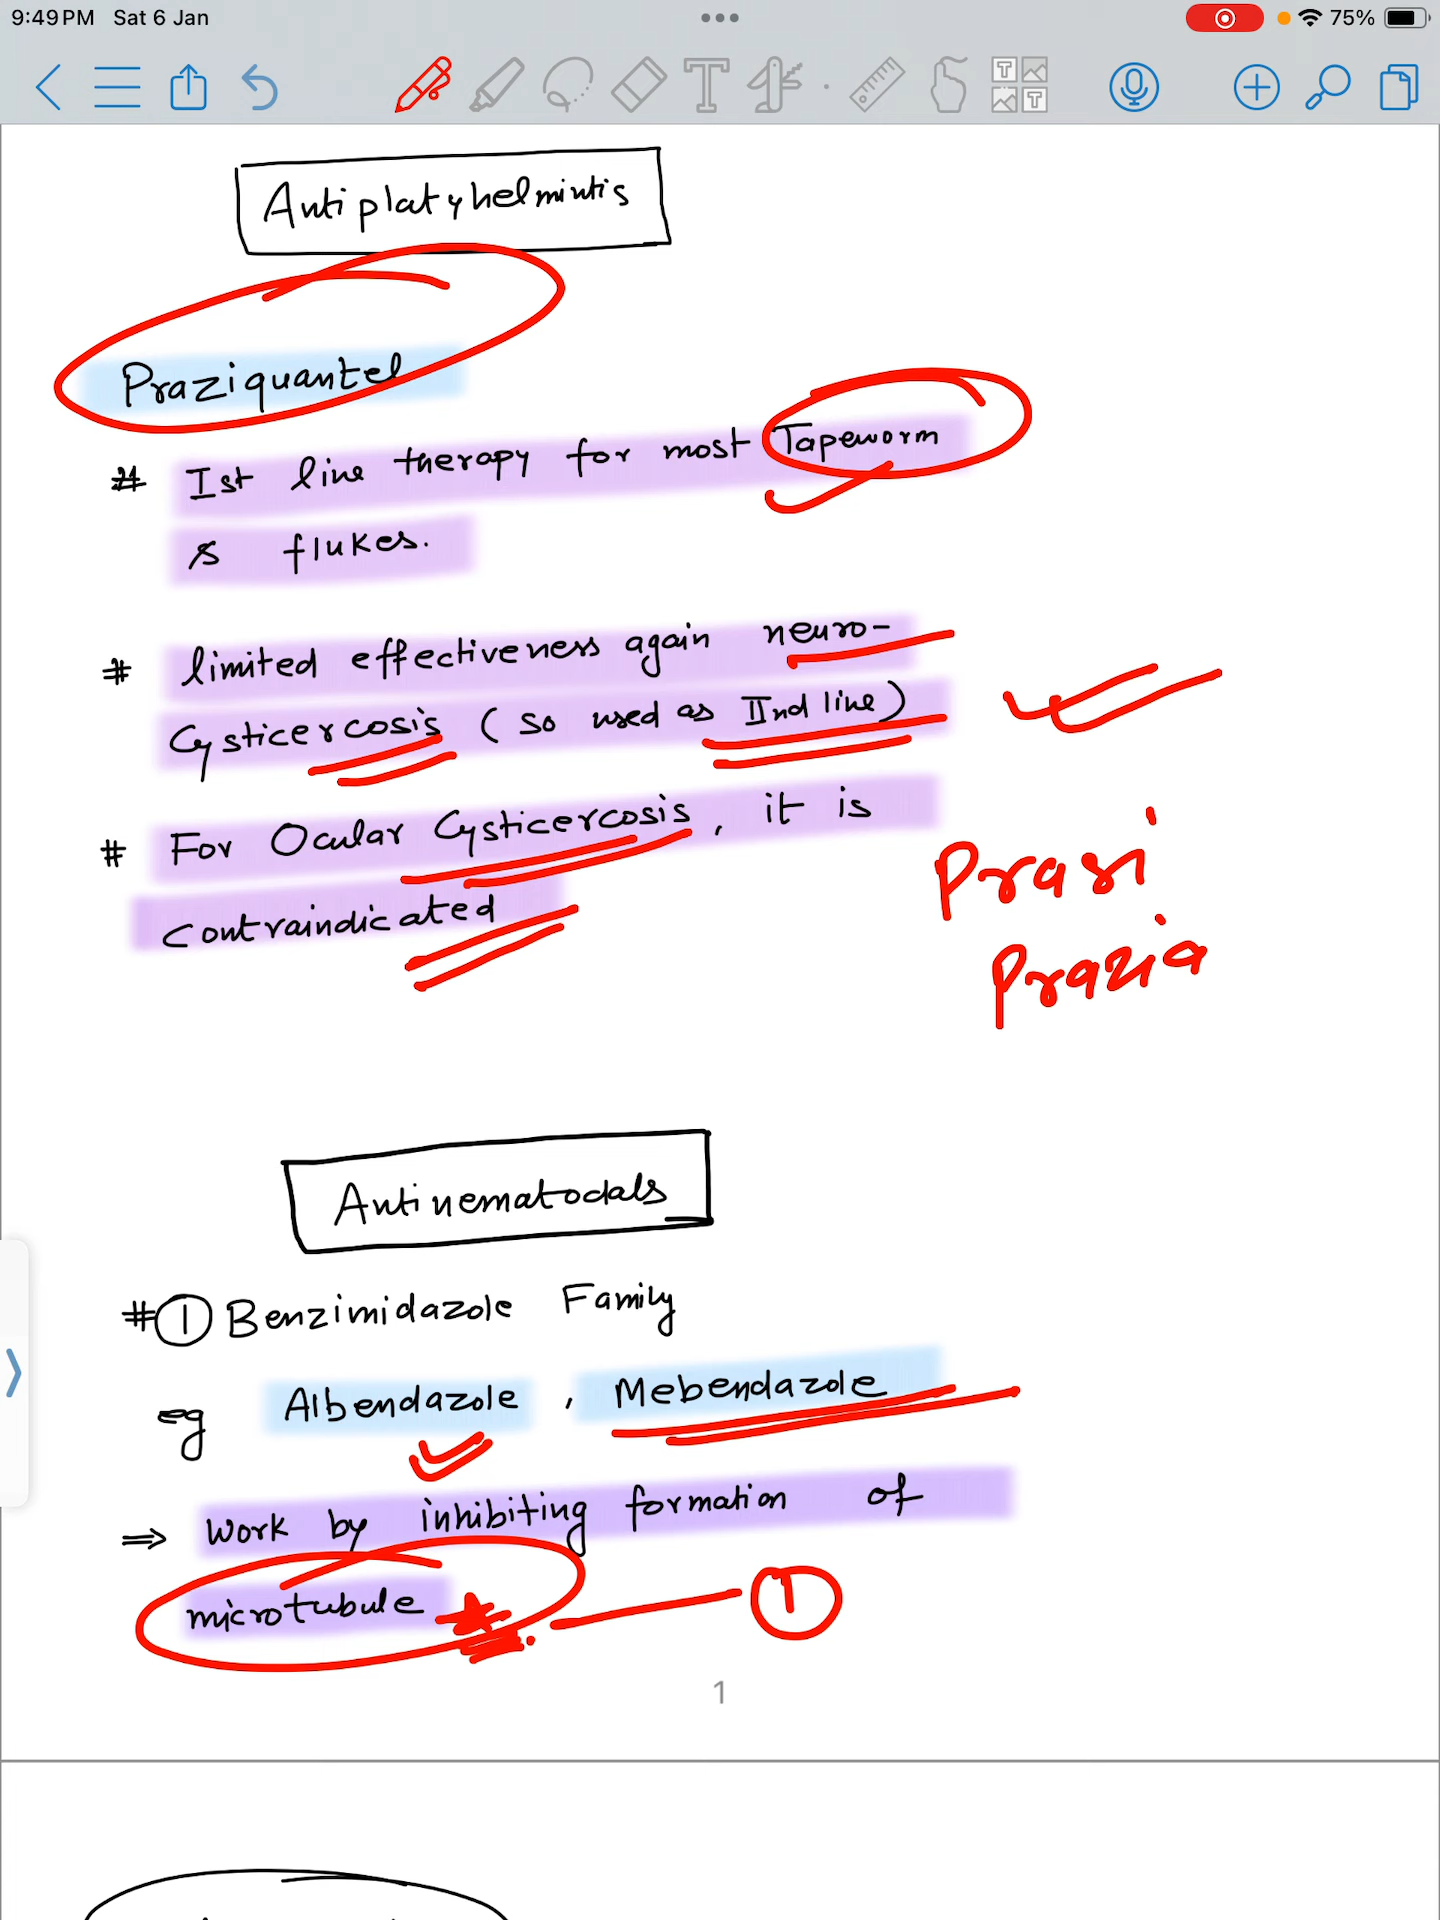 9:49 PM Sat 6 Jan
75%
Antiplatyhelmintis
Praziquantel
# Ist line therapy for most Tapeworm
& flukes.
# limited effectiveness again neuro-
Cysticercosis (so used as IInd line)
# For Ocular Cysticercosis, it is
contraindicated
Prasi
Prazia
Antinematodals
# 1 Benzimidazole Family
eg Albendazole, Mebendazole
⇒ Work by inhibiting formation of
microtubule
1
1